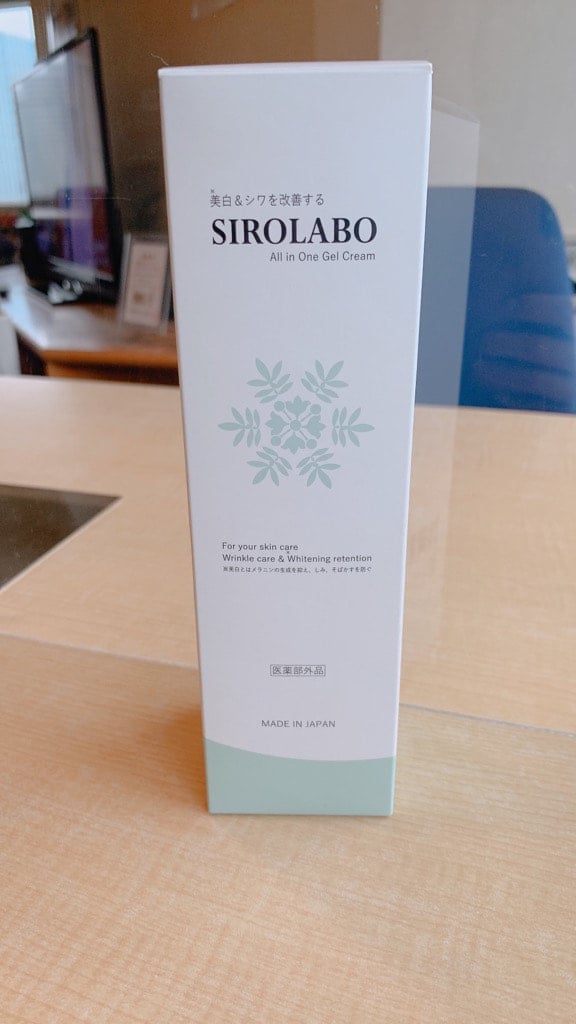 ※
美白＆シワを改善する
SIROLABO
All in One Gel Cream
For your skin care
※
Wrinkle care & Whitening retention
※美白とはメラニンの生成を抑え、しみ、そばかすを防ぐ
医薬部外品
MADE IN JAPAN